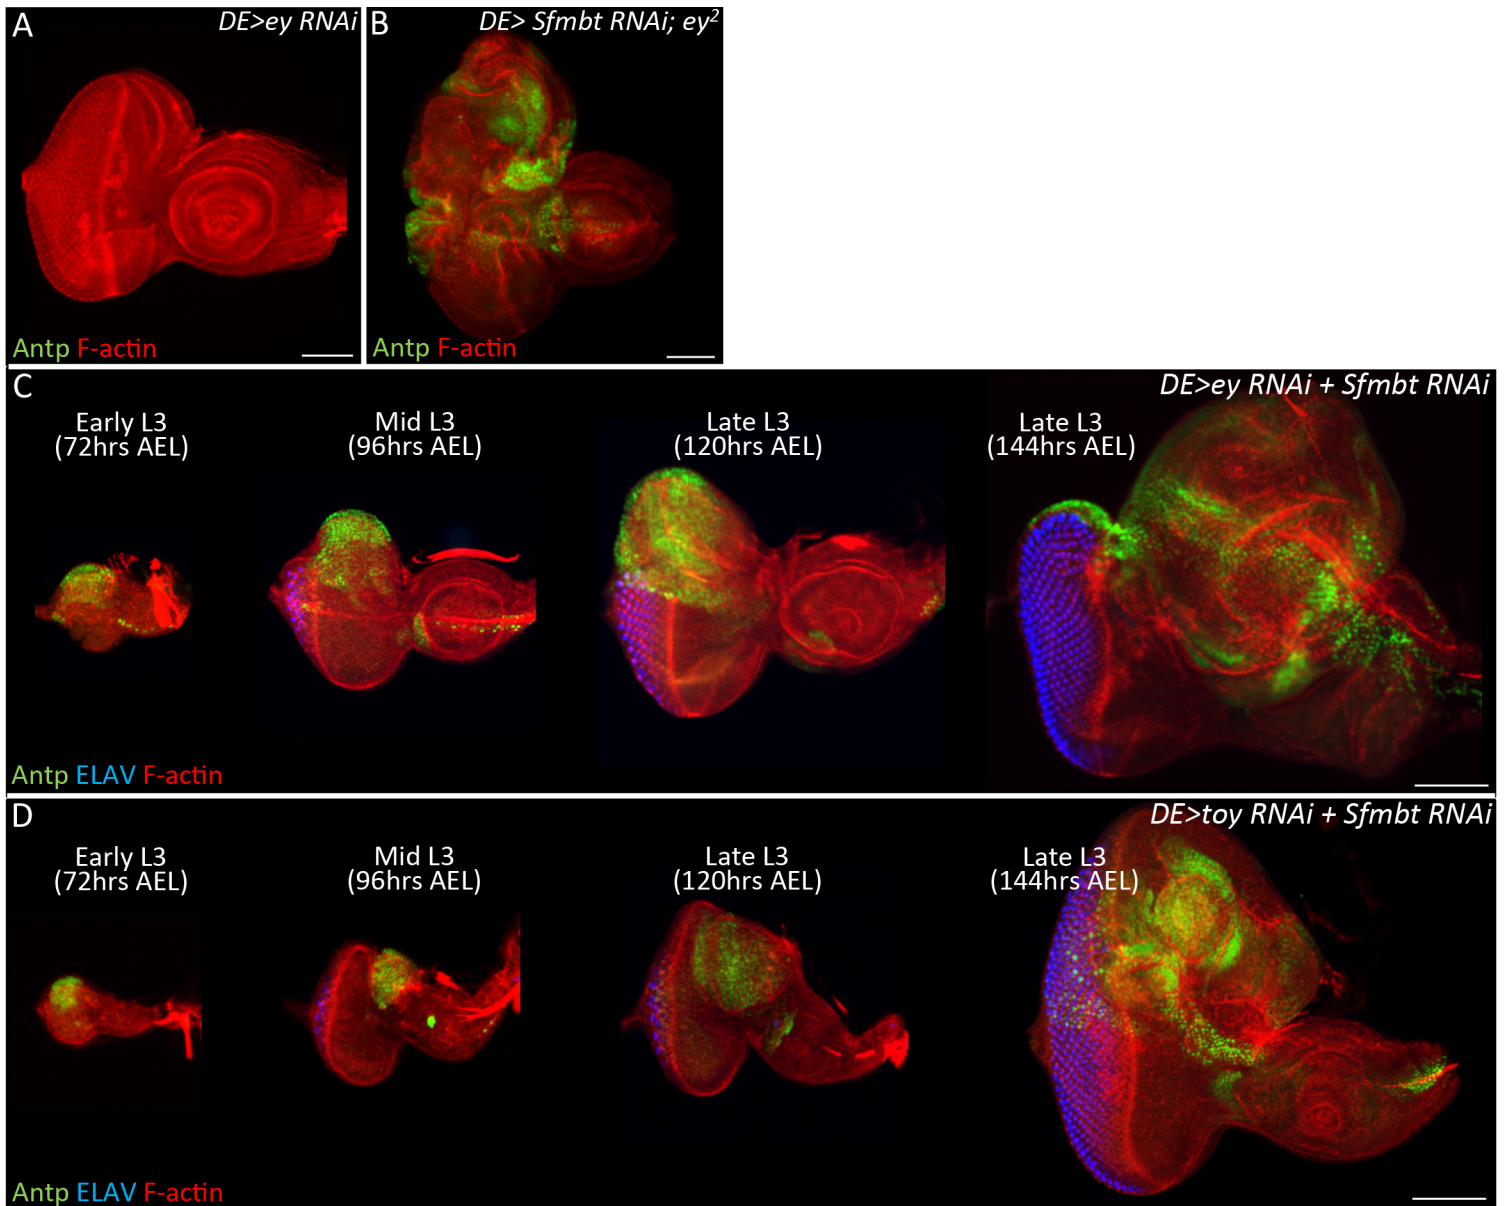 A
DE>ey RNAi
Antp F-actin
B
DE> Sfmbt RNAi; ey²
Antp F-actin
C
DE>ey RNAi + Sfmbt RNAi
Early L3
(72hrs AEL)
Mid L3
(96hrs AEL)
Late L3
(120hrs AEL)
Late L3
(144hrs AEL)
Antp ELAV F-actin
D
DE>toy RNAi + Sfmbt RNAi
Early L3
(72hrs AEL)
Mid L3
(96hrs AEL)
Late L3
(120hrs AEL)
Late L3
(144hrs AEL)
Antp ELAV F-actin